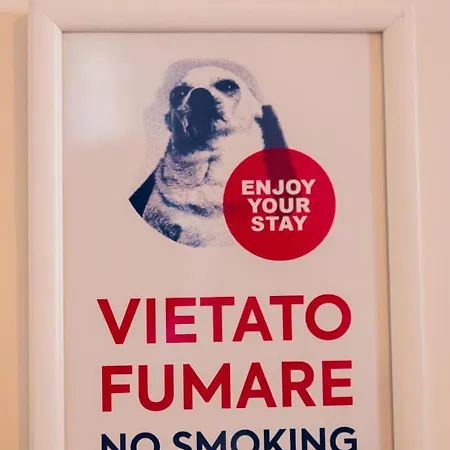 ENJOY
YOUR
STAY
VIETATO
FUMARE
NO SMOKING